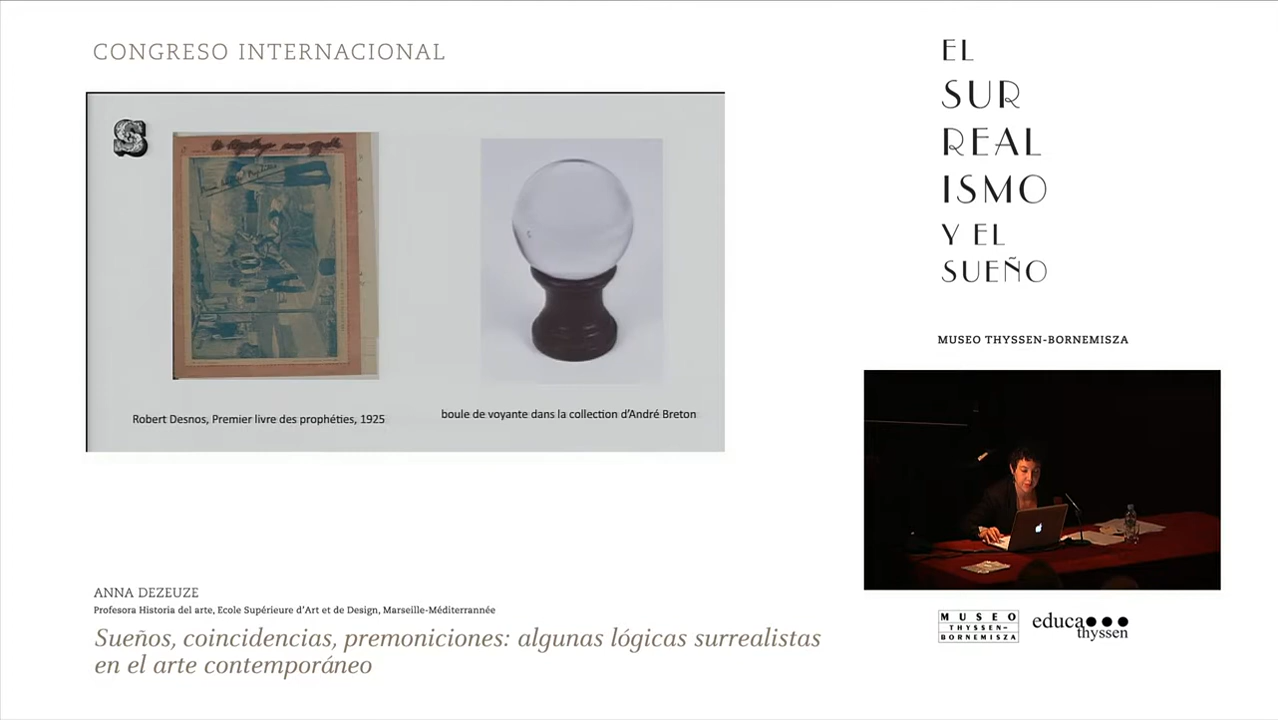 CONGRESO INTERNACIONAL
S
Robert Desnos, Premier livre des prophéties, 1925
boule de voyante dans la collection d'André Breton
EL
SUR
REAL
ISMO
Y EL
SUEÑO
MUSEO THYSSEN-BORNEMISZA
ANNA DEZEUZE
Profesora Historia del arte, Ecole Supérieure d'Art et de Design, Marseille-Méditerrannée
Sueños, coincidencias, premoniciones: algunas lógicas surrealistas
en el arte contemporáneo
MUSEO
THYSSEN-
BORNEMISZA
educa
thyssen